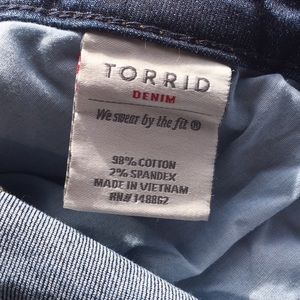 TORRID
DENIM
We swear by the fit ®
98% COTTON
2% SPANDEX
MADE IN VIETNAM
RN# 148862